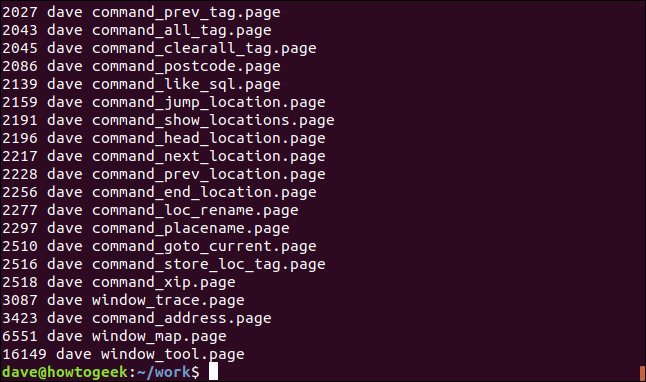 2027 dave command_prev_tag.page
2043 dave command_all_tag.page
2045 dave command_clearall_tag.page
2086 dave command_postcode.page
2139 dave command_like_sql.page
2159 dave command_jump_location.page
2191 dave command_show_locations.page
2196 dave command_head_location.page
2217 dave command_next_location.page
2228 dave command_prev_location.page
2256 dave command_end_location.page
2277 dave command_loc_rename.page
2297 dave command_placename.page
2510 dave command_goto_current.page
2516 dave command_store_loc_tag.page
2518 dave command_xip.page
3087 dave window_trace.page
3423 dave command_address.page
6551 dave window_map.page
16149 dave window_tool.page
dave@howtogeek:~/work$